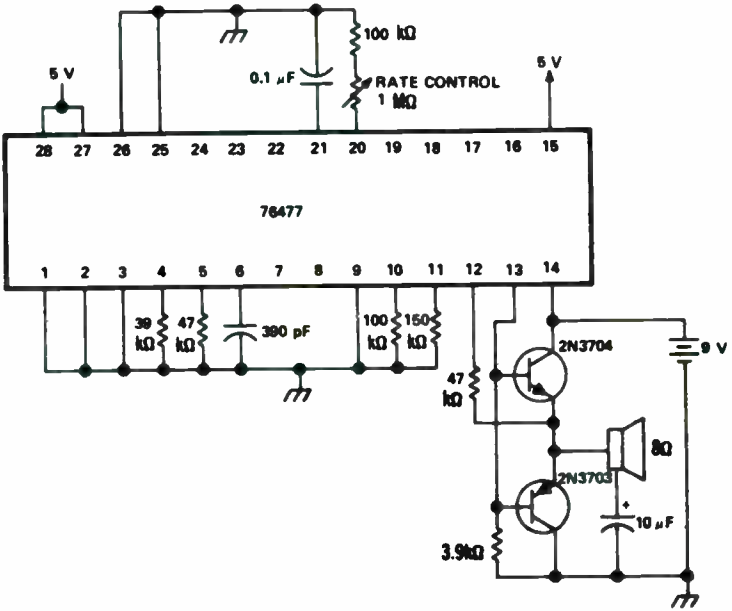 100 kΩ
5 V
0.1 µF
RATE CONTROL
1 MΩ
5 V
28 27 26 25 24 23 22 21 20 19 18 17 16 15
76477
1 2 3 4 5 6 7 8 9 10 11 12 13 14
39 kΩ
47 kΩ
390 pF
100 kΩ
150 kΩ
47 kΩ
2N3704
9 V
8Ω
2N3703
+
10 µF
3.9kΩ